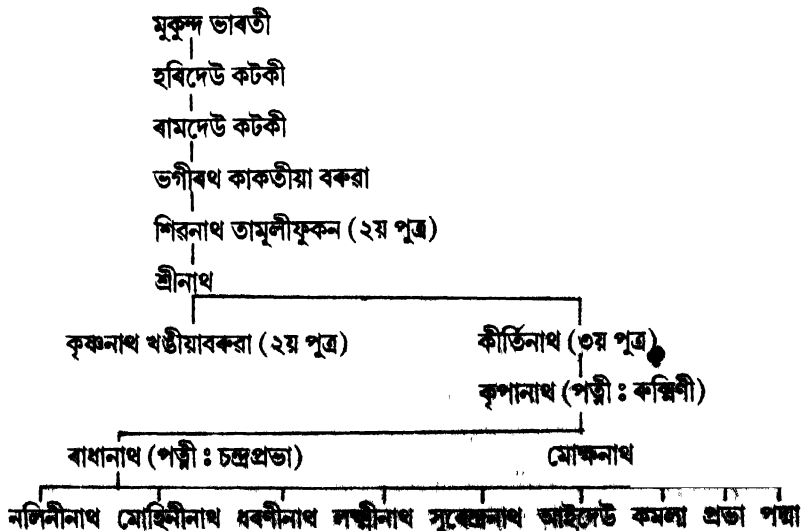 মুকুন্দ ভাৰতী
হৰিদেউ কটকী
ৰামদেউ কটকী
ভগীৰথ কাকতীয়া বৰুৱা
শিৱনাথ তামূলীফুকন (২য় পুত্ৰ)
শ্ৰীনাথ
কৃষ্ণনাথ খঙীয়াবৰুৱা (২য় পুত্ৰ) কীৰ্তিনাথ (৩য় পুত্ৰ)
কৃপানাথ (পত্নী : ৰুক্মিণী)
ৰাধানাথ (পত্নী : চন্দ্ৰপ্ৰভা) মোক্ষনাথ
নলিনীনাথ মোহিনীনাথ ধৰণীনাথ লক্ষ্মীনাথ সুৰেন্দ্ৰনাথ আইদেউ কমলা প্ৰভা পদ্মা